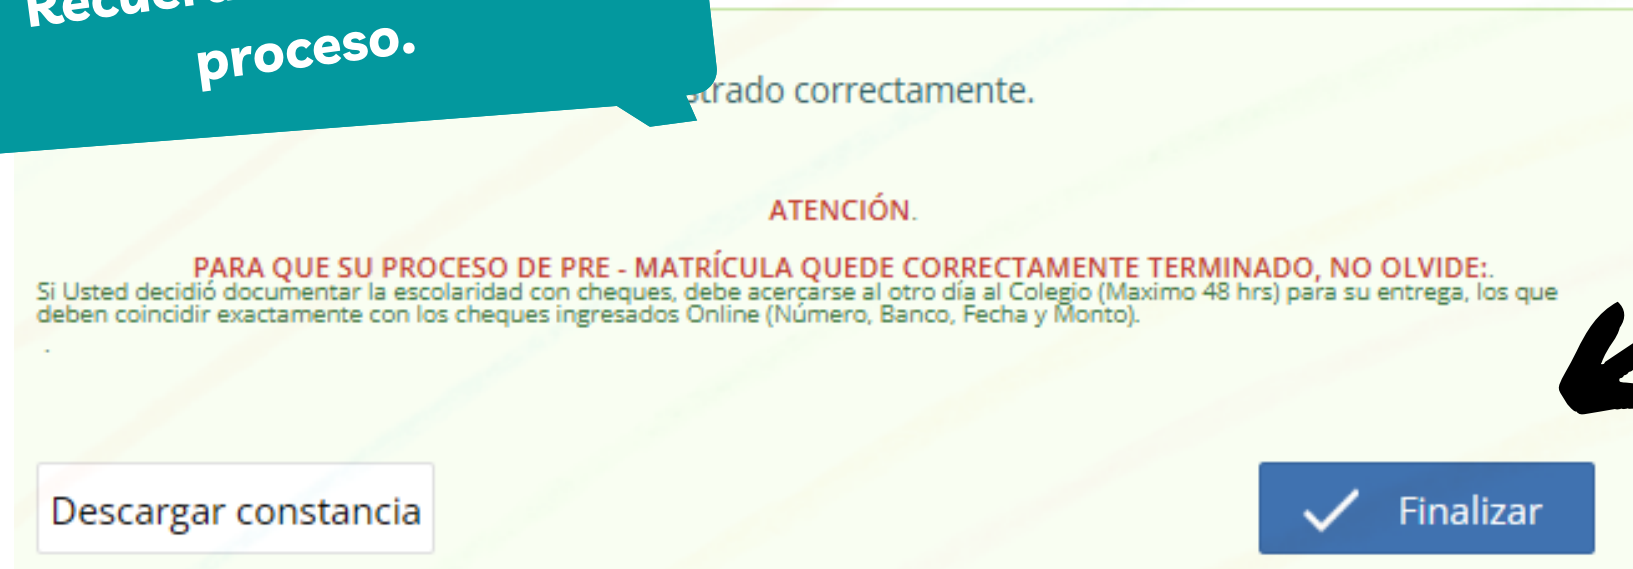 proceso.
correctamente.
ATENCIÓN.
PARA QUE SU PROCESO DE PRE - MATRÍCULA QUEDE CORRECTAMENTE TERMINADO, NO OLVIDE:.
Si Usted decidió documentar la escolaridad con cheques, debe acercarse al otro día al Colegio (Maximo 48 hrs) para su entrega, los que
deben coincidir exactamente con los cheques ingresados Online (Número, Banco, Fecha y Monto).
.
Descargar constancia
Finalizar